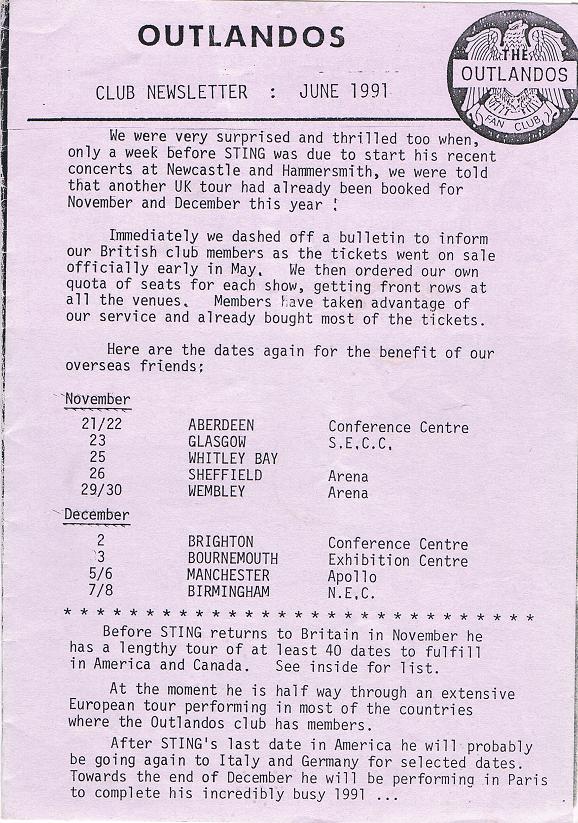 OUTLANDOS
THE
OUTLANDOS
FAN CLUB
CLUB NEWSLETTER : JUNE 1991
We were very surprised and thrilled too when,
only a week before STING was due to start his recent
concerts at Newcastle and Hammersmith, we were told
that another UK tour had already been booked for
November and December this year !
Immediately we dashed off a bulletin to inform
our British club members as the tickets went on sale
officially early in May. We then ordered our own
quota of seats for each show, getting front rows at
all the venues. Members have taken advantage of
our service and already bought most of the tickets.
Here are the dates again for the benefit of our
overseas friends:
November
21/22 ABERDEEN Conference Centre
23 GLASGOW S.E.C.C.
25 WHITLEY BAY
26 SHEFFIELD Arena
29/30 WEMBLEY Arena
December
2 BRIGHTON Conference Centre
3 BOURNEMOUTH Exhibition Centre
5/6 MANCHESTER Apollo
7/8 BIRMINGHAM N.E.C.
* * * * * * * * * * * * * * * * * * * * * * * * * * * * *
Before STING returns to Britain in November he
has a lengthy tour of at least 40 dates to fulfill
in America and Canada. See inside for list.
At the moment he is half way through an extensive
European tour performing in most of the countries
where the Outlandos club has members.
After STING's last date in America he will probably
be going again to Italy and Germany for selected dates.
Towards the end of December he will be performing in Paris
to complete his incredibly busy 1991 ...